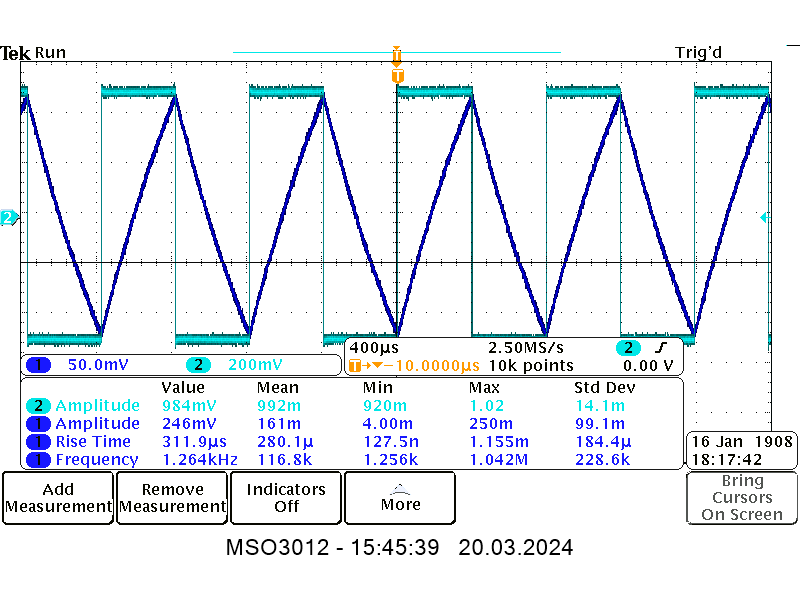 Tek Run Trig'd
T
T
2
400µs 2.50MS/s 2
1 50.0mV 2 200mV T→▼−10.0000µs 10k points 0.00 V
Value Mean Min Max Std Dev
2 Amplitude 984mV 992m 920m 1.02 14.1m
1 Amplitude 246mV 161m 4.00m 250m 99.1m
1 Rise Time 311.9µs 280.1µ 127.5n 1.155m 184.4µ
1 Frequency 1.264kHz 116.8k 1.256k 1.042M 228.6k
16 Jan 1908
18:17:42
Add
Measurement
Remove
Measurement
Indicators
Off
More
Bring
Cursors
On Screen
MSO3012 - 15:45:39 20.03.2024